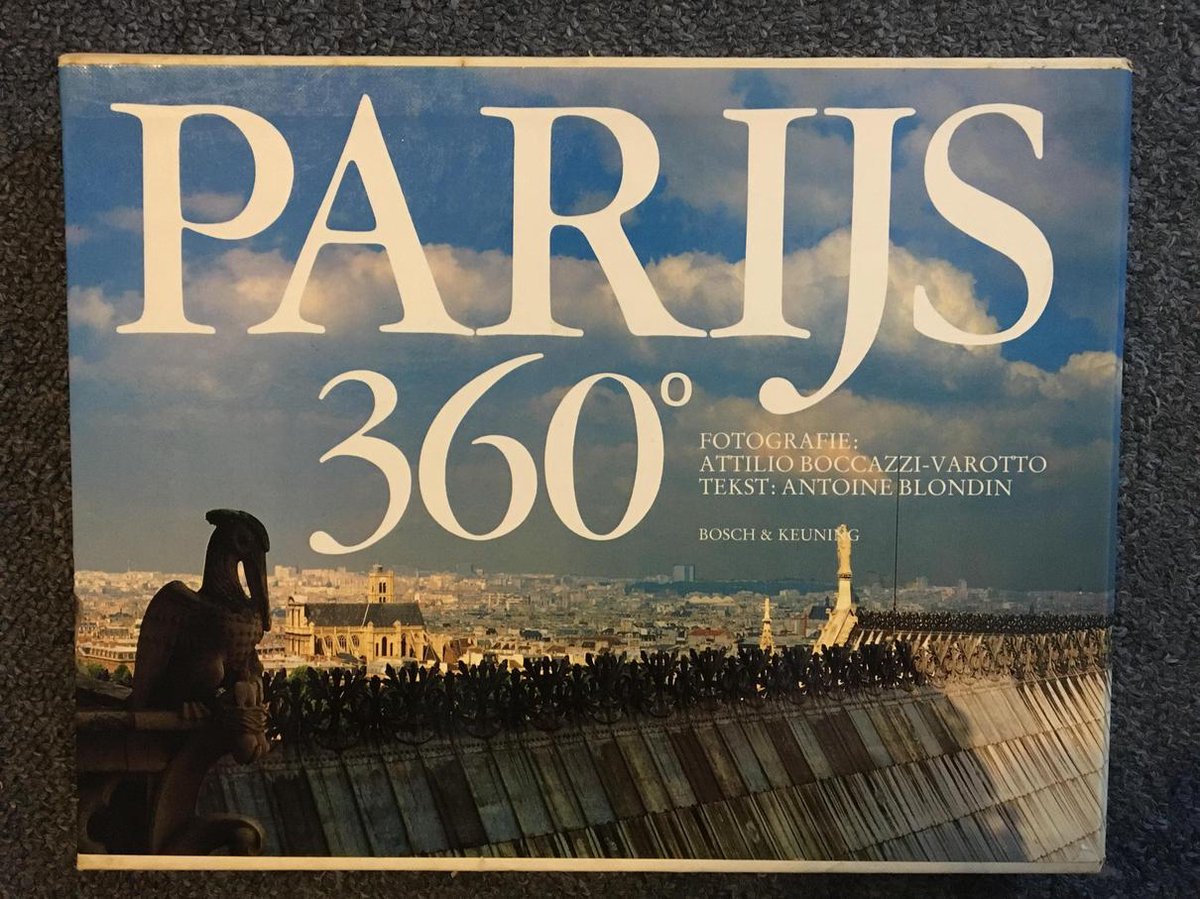 PARIJS
360°
FOTOGRAFIE:
ATTILIO BOCCAZZI-VAROTTO
TEKST: ANTOINE BLONDIN
BOSCH & KEUNING